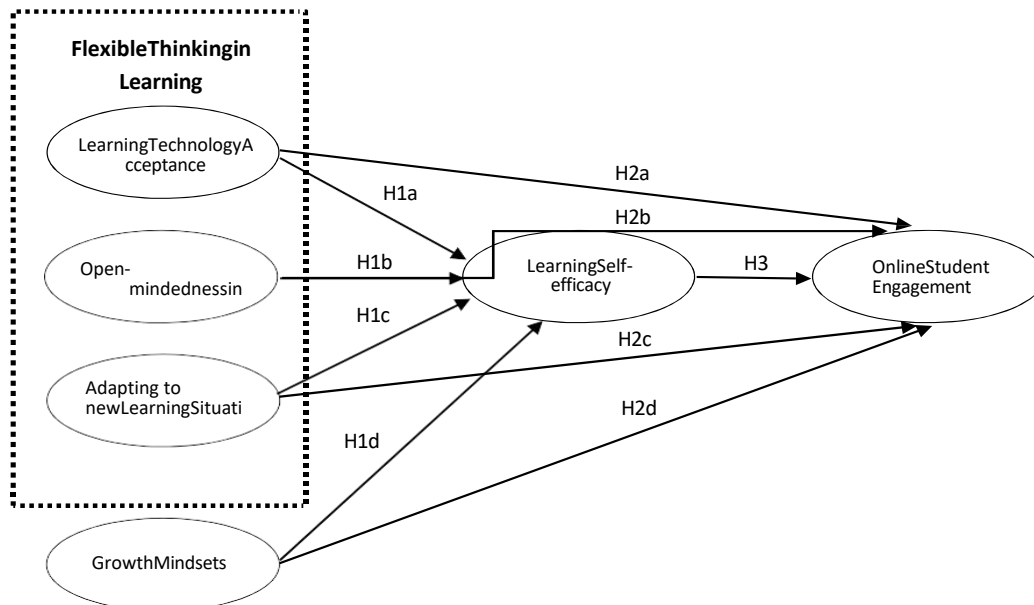 FlexibleThinkingin
Learning
LearningTechnologyA
cceptance
H2a
H1a
H2b
Open-
mindednessin
H1b
LearningSelf-
efficacy
H3
OnlineStudent
Engagement
H1c
H2c
Adapting to
newLearningSituati
H2d
H1d
GrowthMindsets